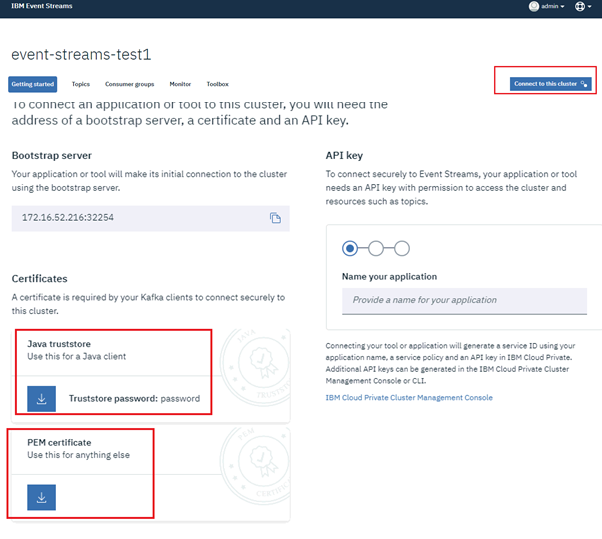 IBM Event Streams
admin
event-streams-test1
Getting started
Topics
Consumer groups
Monitor
Toolbox
Connect to this cluster
To connect an application or tool to this cluster, you will need the
address of a bootstrap server, a certificate and an API key.
Bootstrap server
Your application or tool will make its initial connection to the cluster
using the bootstrap server.
172.16.52.216:32254
Certificates
A certificate is required by your Kafka clients to connect securely to
this cluster.
Java truststore
Use this for a Java client
Truststore password: password
JAVA
TRUSTSTORE
PEM certificate
Use this for anything else
PEM
API key
To connect securely to Event Streams, your application or tool
needs an API key with permission to access the cluster and
resources such as topics.
Name your application
Provide a name for your application
Connecting your tool or application will generate a service ID using your
application name, a service policy and an API key in IBM Cloud Private.
Additional API keys can be generated in the IBM Cloud Private Cluster
Management Console or CLI.
IBM Cloud Private Cluster Management Console